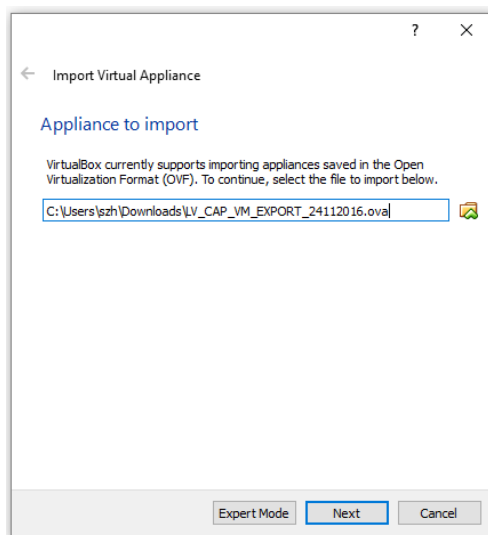 ?
Import Virtual Appliance
Appliance to import
VirtualBox currently supports importing appliances saved in the Open
Virtualization Format (OVF). To continue, select the file to import below.
C:\Users\szh\Downloads\LV_CAP_VM_EXPORT_24112016.ova
Expert Mode Next Cancel